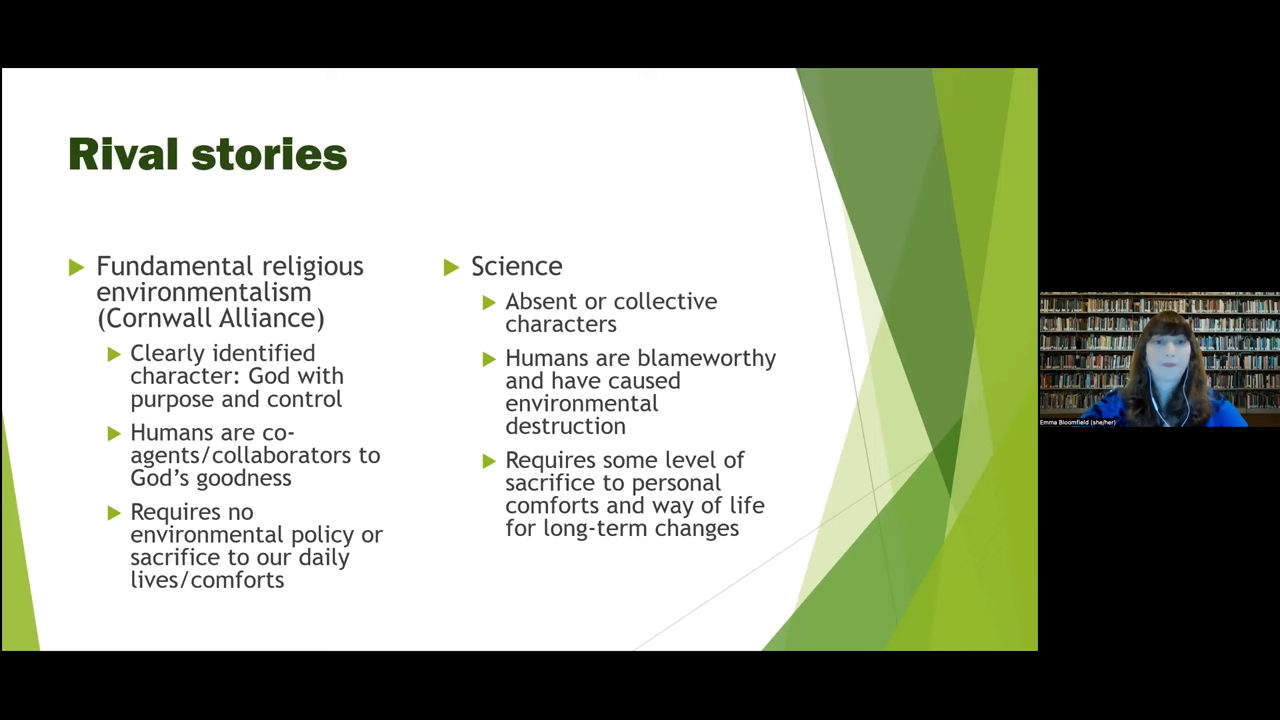 Rival stories
Fundamental religious
environmentalism
(Cornwall Alliance)
Clearly identified
character: God with
purpose and control
Humans are co-
agents/collaborators to
God's goodness
Requires no
environmental policy or
sacrifice to our daily
lives/comforts
Science
Absent or collective
characters
Humans are blameworthy
and have caused
environmental
destruction
Requires some level of
sacrifice to personal
comforts and way of life
for long-term changes
Emma Bloomfield (she/her)